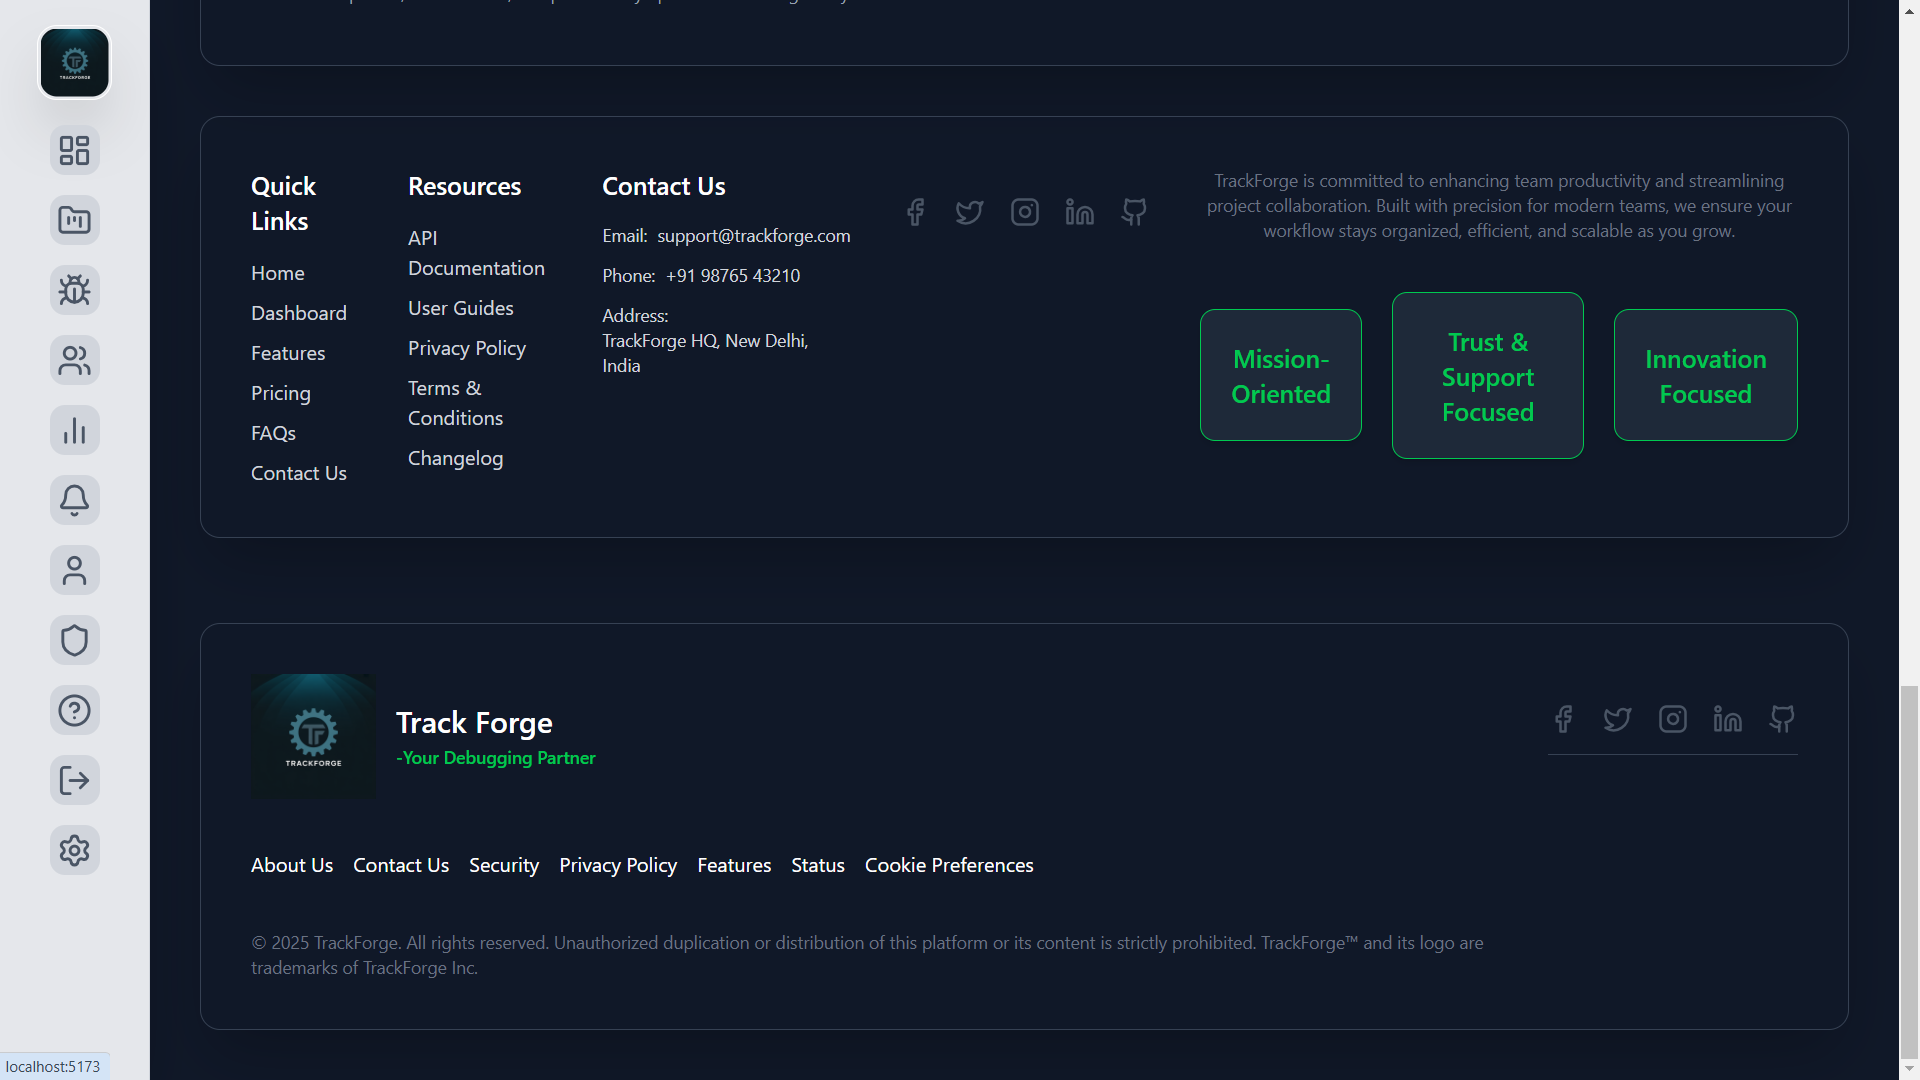 TRACKFORGE
Quick
Links
Home
Dashboard
Features
Pricing
FAQs
Contact Us
Resources
API
Documentation
User Guides
Privacy Policy
Terms &
Conditions
Changelog
Contact Us
Email: support@trackforge.com
Phone: +91 98765 43210
Address:
TrackForge HQ, New Delhi,
India
TrackForge is committed to enhancing team productivity and streamlining
project collaboration. Built with precision for modern teams, we ensure your
workflow stays organized, efficient, and scalable as you grow.
Mission-
Oriented
Trust &
Support
Focused
Innovation
Focused
TF
TRACKFORGE
Track Forge
-Your Debugging Partner
About Us Contact Us Security Privacy Policy Features Status Cookie Preferences
© 2025 TrackForge. All rights reserved. Unauthorized duplication or distribution of this platform or its content is strictly prohibited. TrackForge™ and its logo are
trademarks of TrackForge Inc.
localhost:5173